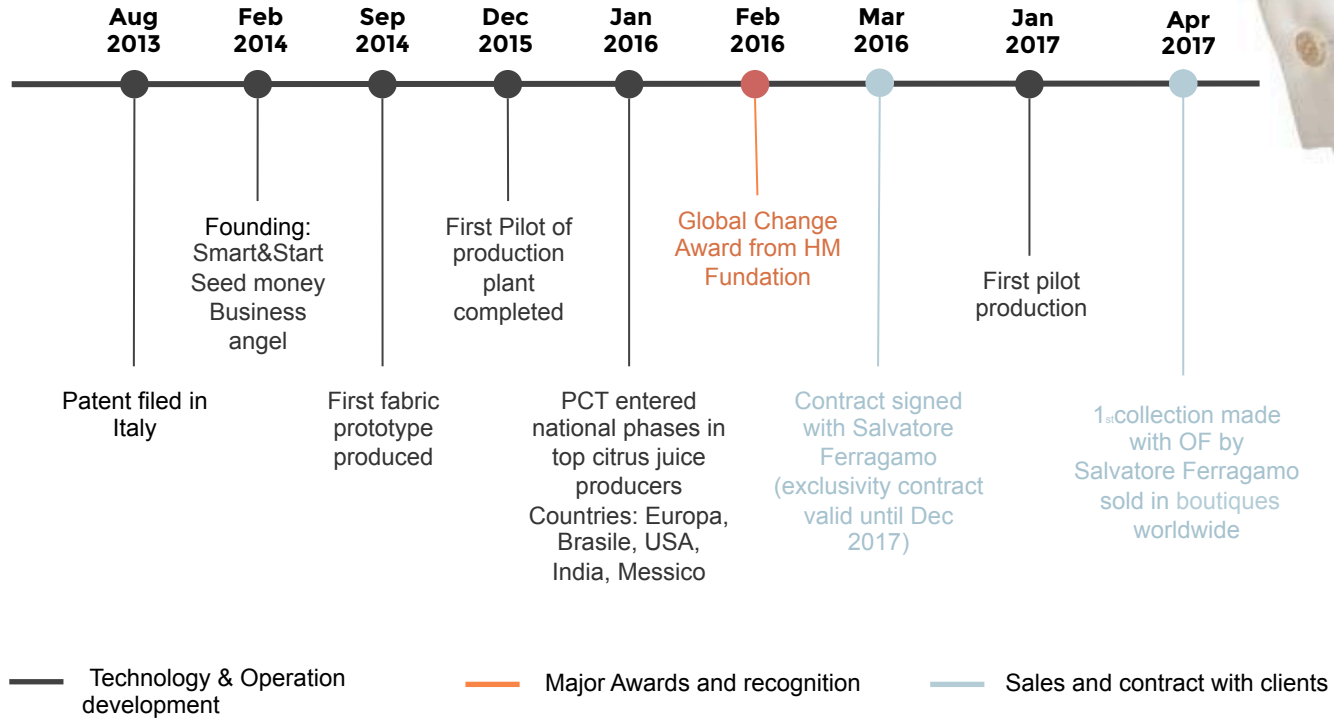 Aug
2013
Feb
2014
Sep
2014
Dec
2015
Jan
2016
Feb
2016
Mar
2016
Jan
2017
Apr
2017
Patent filed in
Italy
Founding:
Smart&Start
Seed money
Business
angel
First fabric
prototype
produced
First Pilot of
production
plant
completed
PCT entered
national phases in
top citrus juice
producers
Countries: Europa,
Brasile, USA,
India, Messico
Global Change
Award from HM
Fundation
Contract signed
with Salvatore
Ferragamo
(exclusivity contract
valid until Dec
2017)
First pilot
production
1st collection made
with OF by
Salvatore Ferragamo
sold in boutiques
worldwide
Technology & Operation
development
Major Awards and recognition
Sales and contract with clients